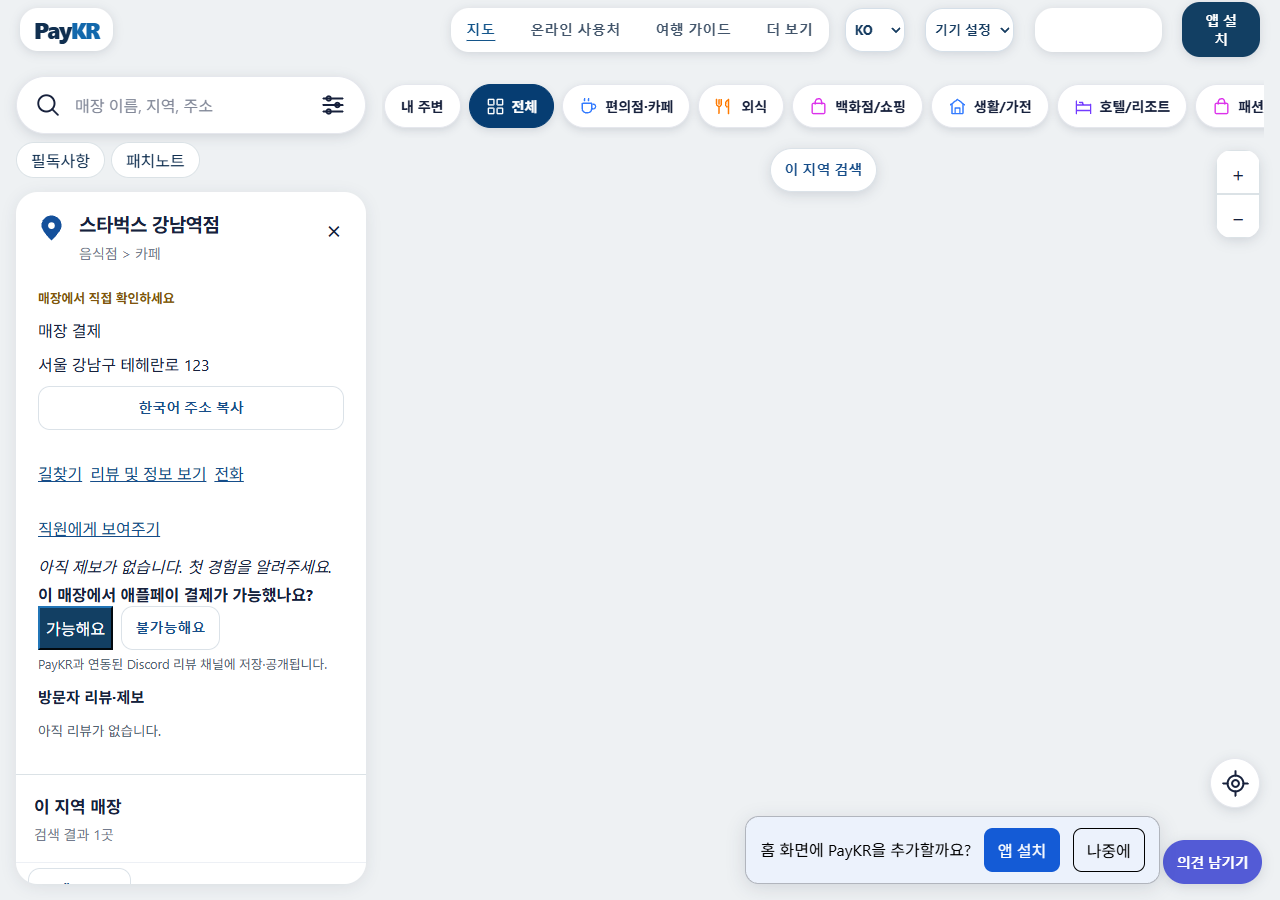 PayKR
지도
온라인 사용처
여행 가이드
더 보기
KO
기기 설정
앱 설
치
매장 이름, 지역, 주소
내 주변
전체
편의점·카페
외식
백화점/쇼핑
생활/가전
호텔/리조트
패션
필독사항
패치노트
이 지역 검색
+
−
스타벅스 강남역점
음식점 > 카페
매장에서 직접 확인하세요
매장 결제
서울 강남구 테헤란로 123
한국어 주소 복사
길찾기 리뷰 및 정보 보기 전화
직원에게 보여주기
아직 제보가 없습니다. 첫 경험을 알려주세요.
이 매장에서 애플페이 결제가 가능했나요?
가능해요
불가능해요
PayKR과 연동된 Discord 리뷰 채널에 저장·공개됩니다.
방문자 리뷰·제보
아직 리뷰가 없습니다.
이 지역 매장
검색 결과 1곳
홈 화면에 PayKR을 추가할까요?
앱 설치
나중에
의견 남기기